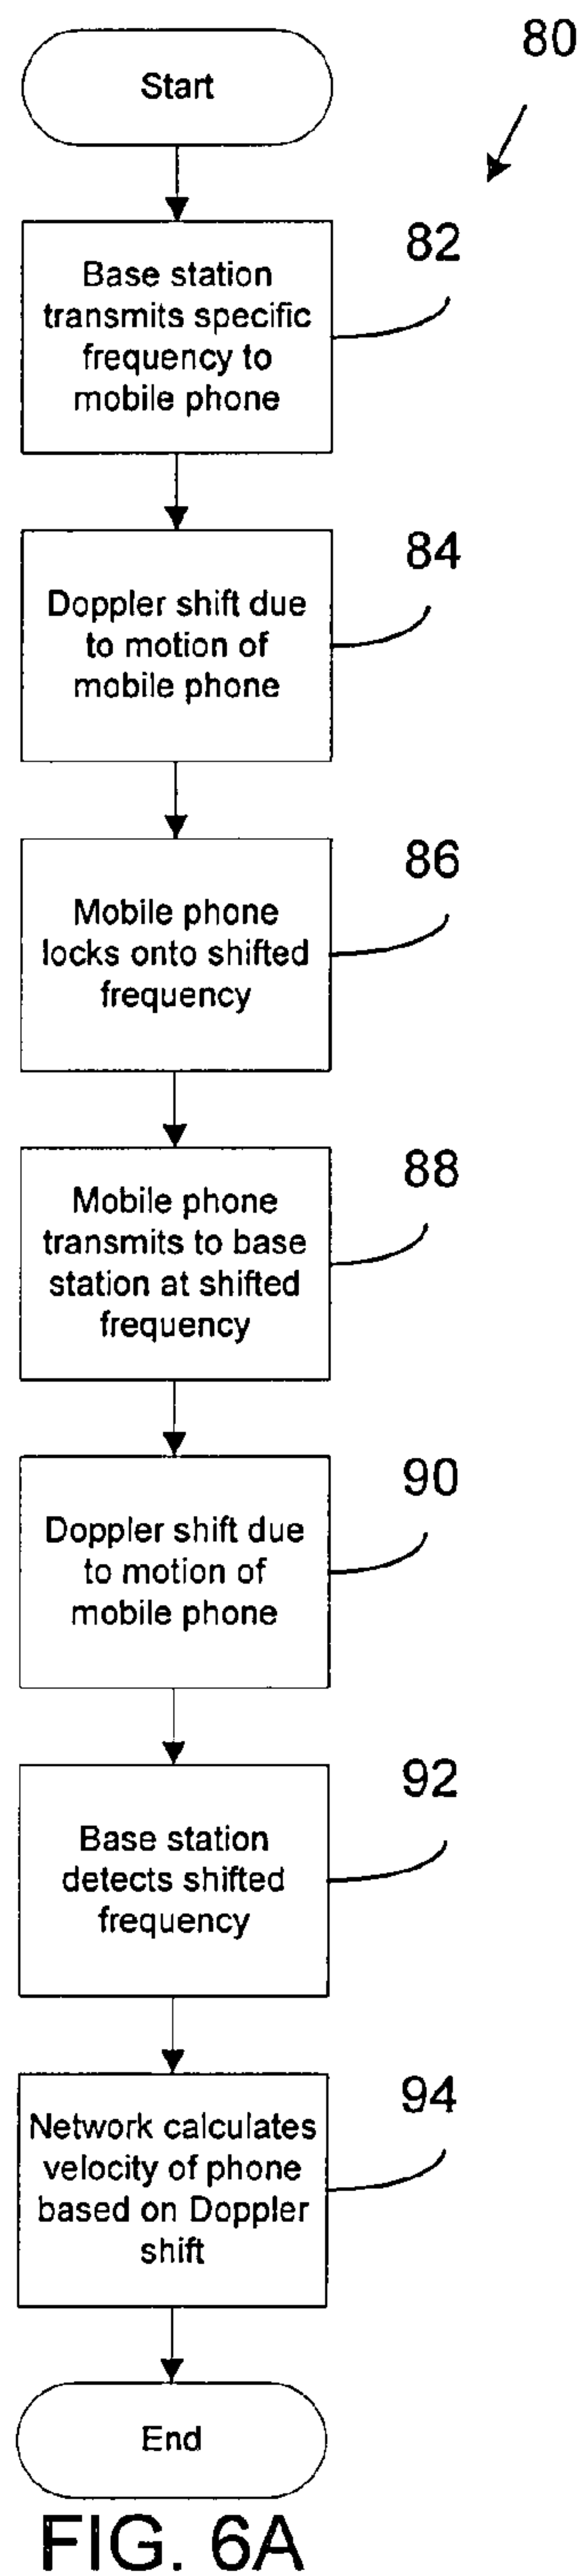 80
Start
82
Base station
transmits specific
frequency to
mobile phone
84
Doppler shift due
to motion of
mobile phone
86
Mobile phone
locks onto shifted
frequency
88
Mobile phone
transmits to base
station at shifted
frequency
90
Doppler shift due
to motion of
mobile phone
92
Base station
detects shifted
frequency
94
Network calculates
velocity of phone
based on Doppler
shift
End
FIG. 6A